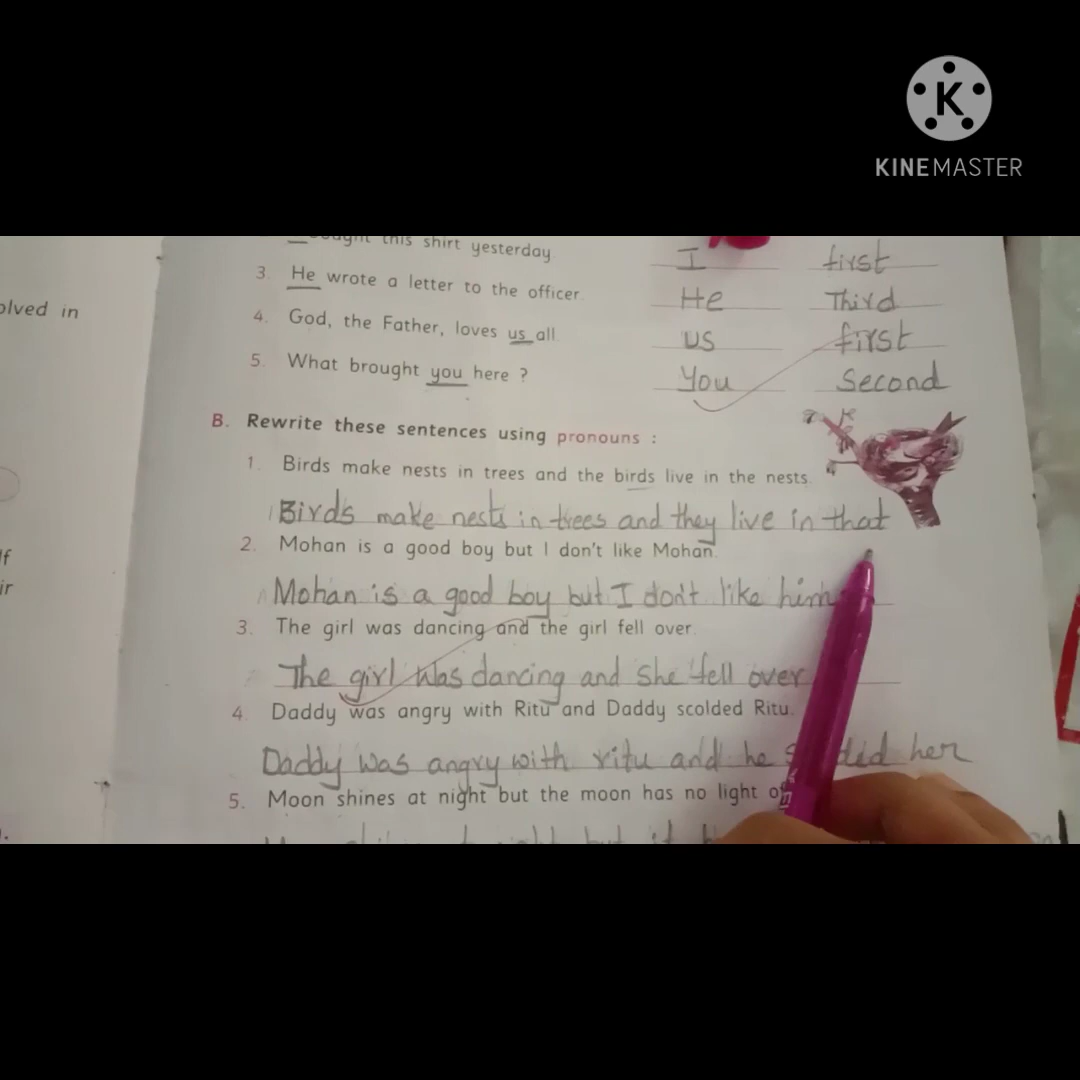 KINEMASTER
this shirt yesterday I first
olved in
3. He wrote a letter to the officer He Third
4. God, the Father, loves us all us first
5. What brought you here ? You Second
B. Rewrite these sentences using pronouns :
1. Birds make nests in trees and the birds live in the nests.
Birds make nests in trees and they live in that
2. Mohan is a good boy but I don't like Mohan.
Mohan is a good boy but I don't like him
3. The girl was dancing and the girl fell over.
The girl was dancing and she fell over
4. Daddy was angry with Ritu and Daddy scolded Ritu.
Daddy was angry with ritu and he her
5. Moon shines at night but the moon has no light